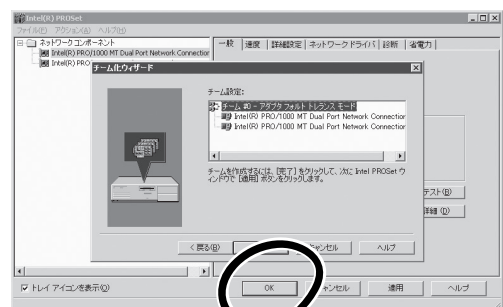 Intel(R) PROSet
ファイル(F) アクション(A) ヘルプ(H)
ネットワークコンポーネント
Intel(R) PRO/1000 MT Dual Port Network Connection
Intel(R) PRO
一般 速度 詳細設定 ネットワークドライバ 診断 省電力
チーム化ウィザード
チーム設定:
チーム #0 - アダプタ フォルト トレランス モード
Intel(R) PRO/1000 MT Dual Port Network Connection
Intel(R) PRO/1000 MT Dual Port Network Connection
チームを作成するには、[完了] をクリックして、次に Intel PROSet ウ
ィンドウで [適用] ボタンをクリックします。
テスト(B)
詳細 (D)
< 戻る(B)
キャンセル
ヘルプ
トレイ アイコンを表示(O)
OK
キャンセル
適用
ヘルプ